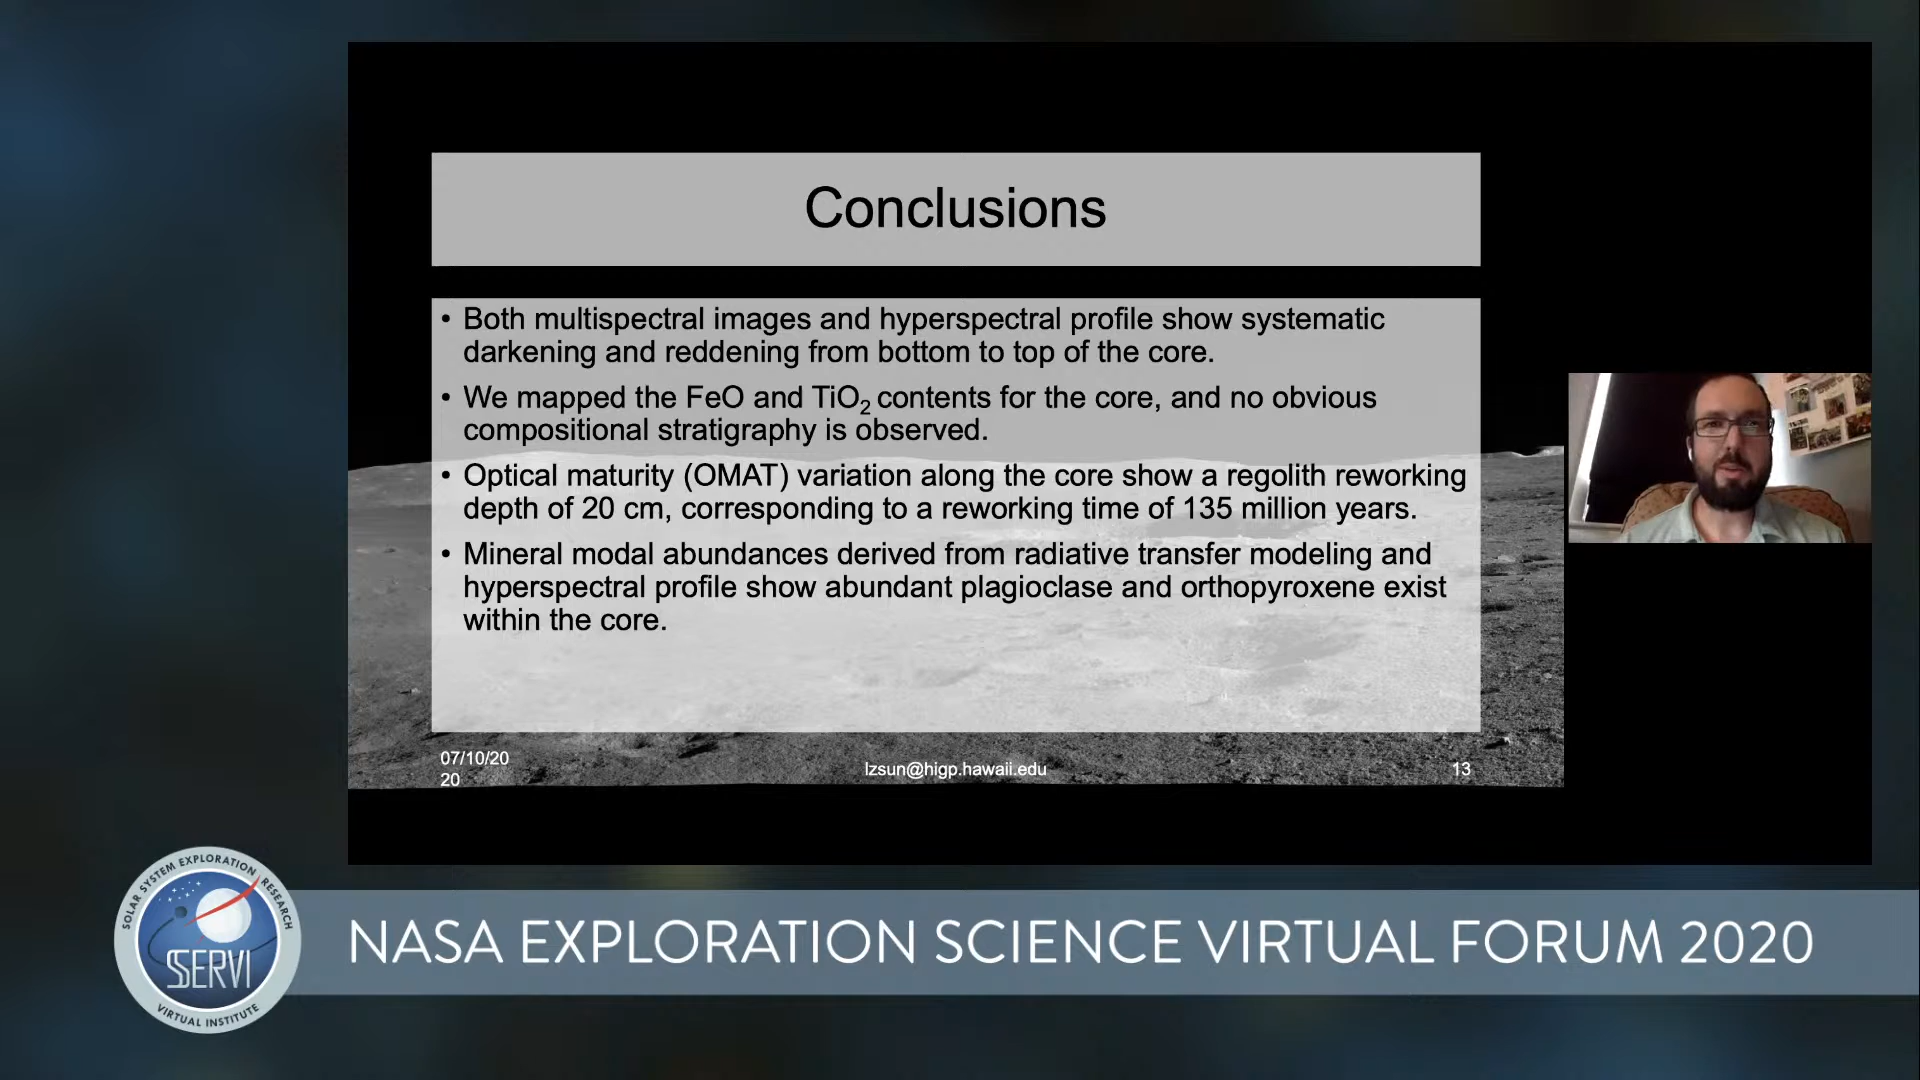 Conclusions
• Both multispectral images and hyperspectral profile show systematic
darkening and reddening from bottom to top of the core.
• We mapped the FeO and TiO₂ contents for the core, and no obvious
compositional stratigraphy is observed.
• Optical maturity (OMAT) variation along the core show a regolith reworking
depth of 20 cm, corresponding to a reworking time of 135 million years.
• Mineral modal abundances derived from radiative transfer modeling and
hyperspectral profile show abundant plagioclase and orthopyroxene exist
within the core.
07/10/20
20
lzsun@higp.hawaii.edu
13
SOLAR SYSTEM EXPLORATION RESEARCH
SSERVI
VIRTUAL INSTITUTE
NASA EXPLORATION SCIENCE VIRTUAL FORUM 2020